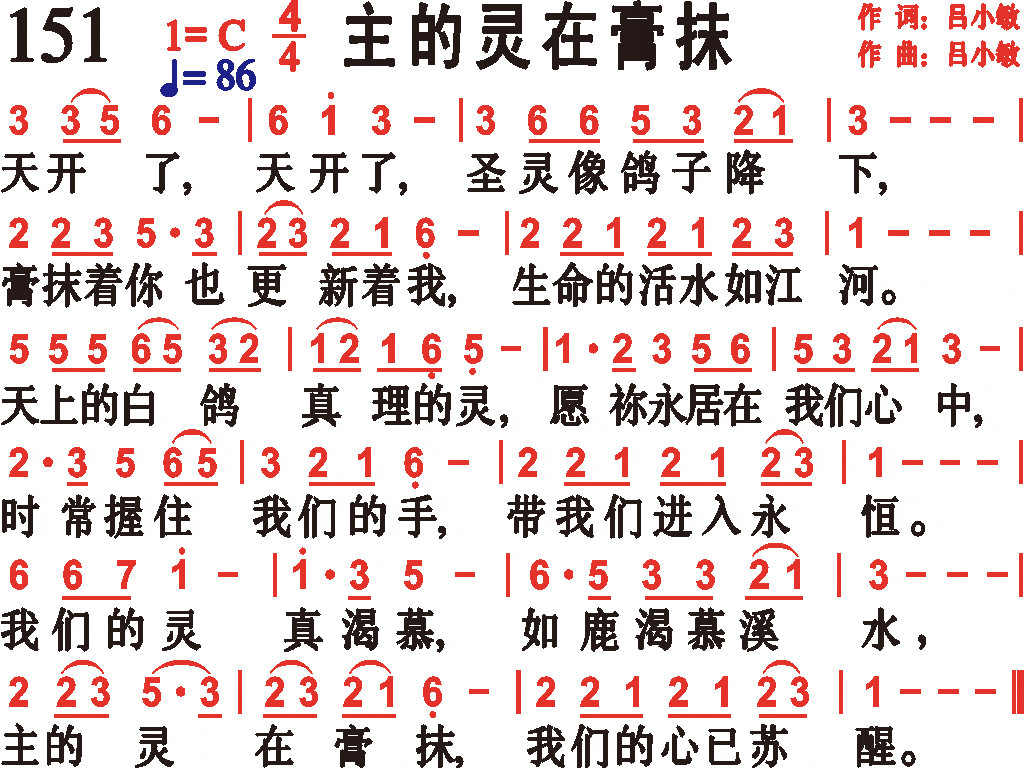 151 1=C 4/4 主的灵在膏抹 作 词：吕小敏
♩=86 作 曲：吕小敏
3 3 5 6 － | 6 i 3 － | 3 6 6 5 3 2 1 | 3 － － － |
天开 了, 天开了, 圣灵像鸽子降 下,
2 2 3 5 · 3 | 2 3 2 1 6 － | 2 2 1 2 1 2 3 | 1 － － － |
膏抹着你也更 新着我, 生命的活水如江 河。
5 5 5 6 5 3 2 | 1 2 1 6 5 － | 1 · 2 3 5 6 | 5 3 2 1 3 － |
天上的白 鸽 真 理的灵, 愿 祢永居在 我们心 中,
2 · 3 5 6 5 | 3 2 1 6 － | 2 2 1 2 1 2 3 | 1 － － － |
时 常握住 我们的手, 带我们进入永 恒。
6 6 7 i － | i · 3 5 － | 6 · 5 3 3 2 1 | 3 － － － |
我们的灵 真渴慕, 如鹿渴慕溪 水,
2 2 3 5 · 3 | 2 3 2 1 6 － | 2 2 1 2 1 2 3 | 1 － － － ‖
主的 灵 在 膏 抹, 我们的心已苏 醒。